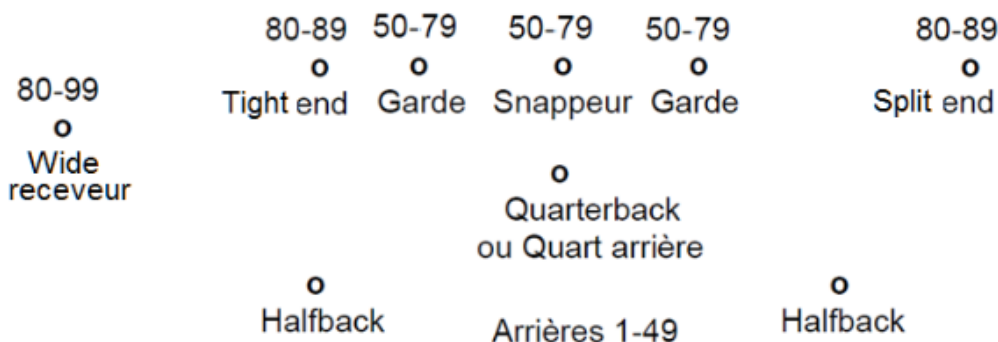 80-89 50-79 50-79 50-79 80-89
80-99
o o o o o
Tight end Garde Snappeur Garde Split end
o
Wide
receveur
o
Quarterback
ou Quart arrière
o o
Halfback Arrières 1-49 Halfback